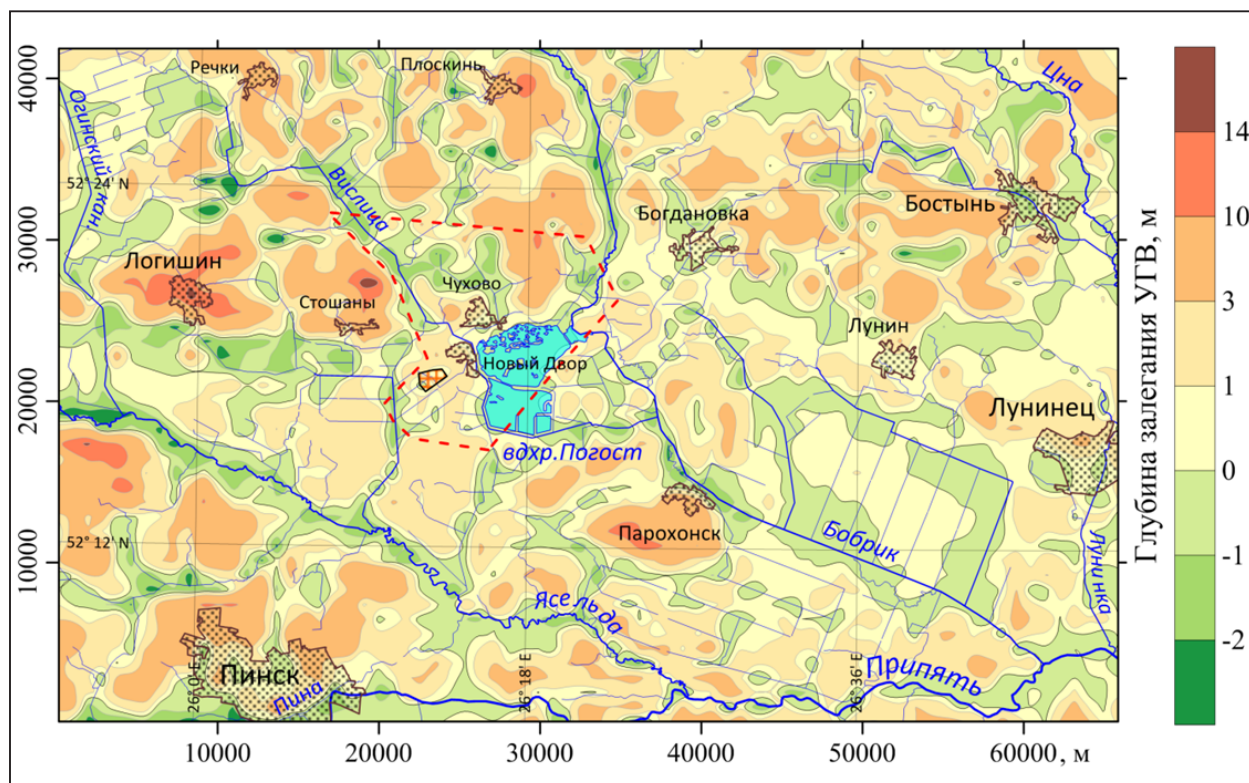 Речки
Плоскинь
Цна
Огинский кан.
52° 24' N
Вислица
Богдановка
Бостынь
Логишин
Чухово
Стошаны
Лунин
Новый Двор
Лунинец
вдхр.Погост
Парохонск
52° 12' N
Бобрик
Лунинка
Ясельда
26° 0' E
26° 18' E
26° 36' E
Пинск
Пина
Припять
40000
30000
20000
10000
10000
20000
30000
40000
50000
60000
, м
14
10
3
1
0
-1
-2
Глубина залегания УГВ, м